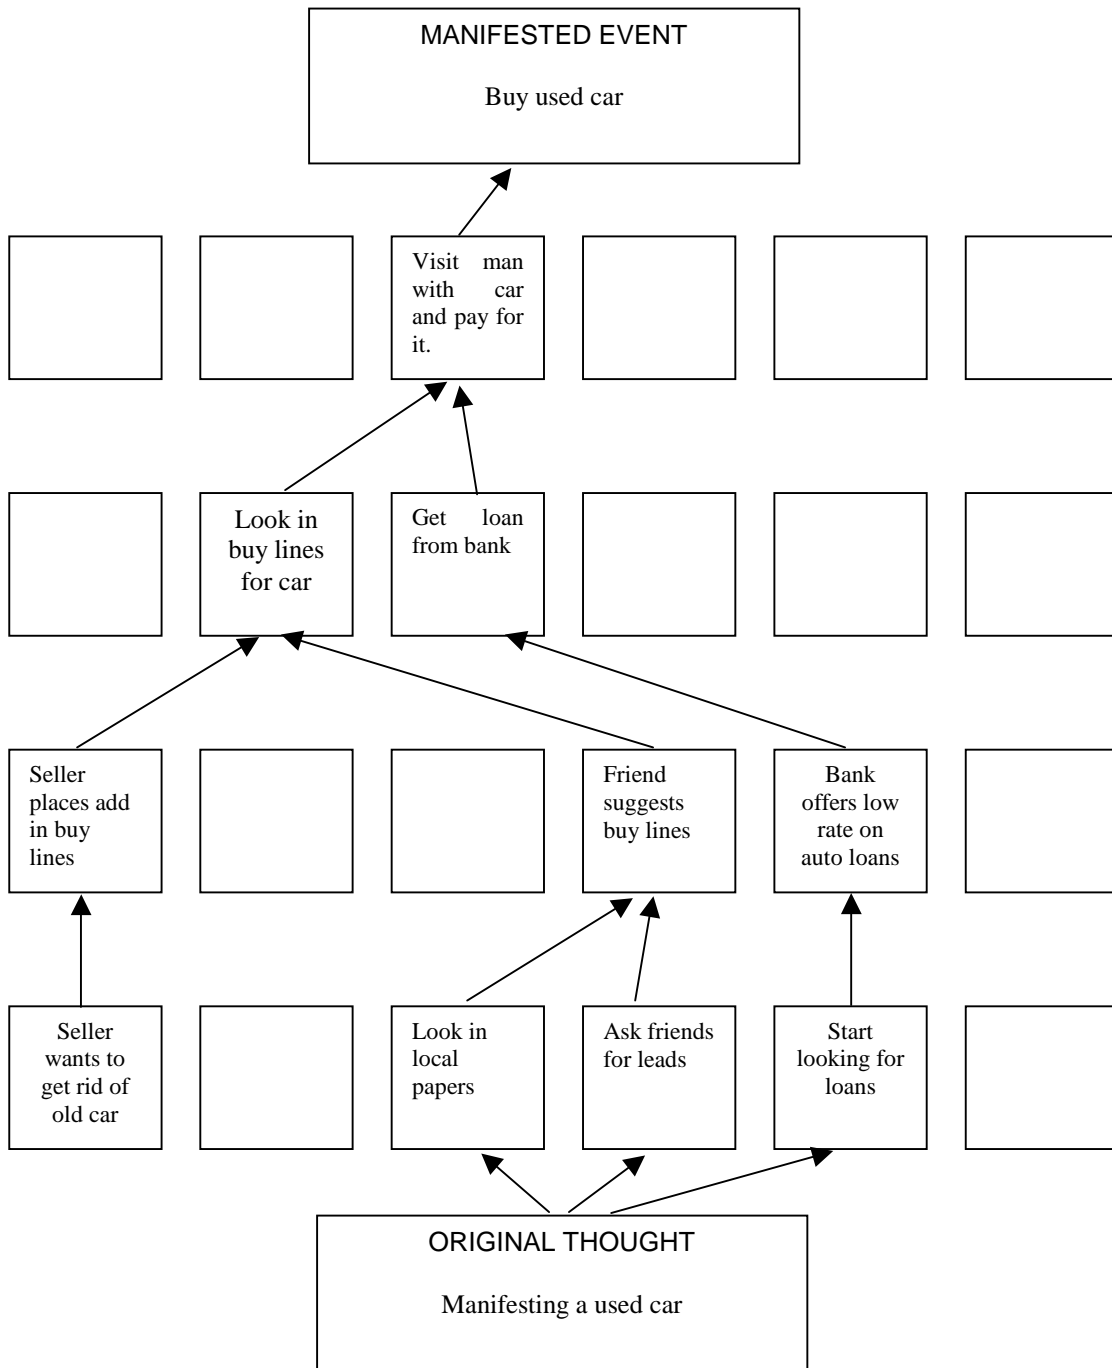 MANIFESTED EVENT
Buy used car
Visit man
with car
and pay for
it.
Look in
buy lines
for car
Get loan
from bank
Seller
places add
in buy
lines
Friend
suggests
buy lines
Bank
offers low
rate on
auto loans
Seller
wants to
get rid of
old car
Look in
local
papers
Ask friends
for leads
Start
looking for
loans
ORIGINAL THOUGHT
Manifesting a used car